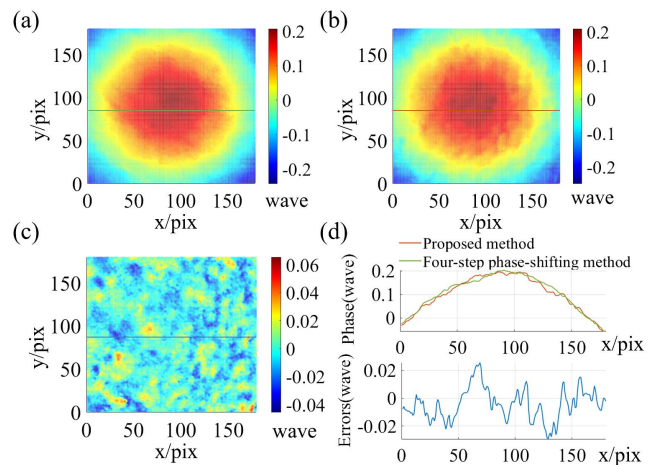 (a)
y/pix
150
100
50
0
0 50 100 150
x/pix
0.2
0.1
0
-0.1
-0.2
wave
(b)
y/pix
150
100
50
0
0 50 100 150
x/pix
0.2
0.1
0
-0.1
-0.2
wave
(c)
y/pix
150
100
50
0
0 50 100 150
x/pix
0.06
0.04
0.02
0
-0.02
-0.04
wave
(d)
Proposed method
Four-step phase-shifting method
Phase(wave)
0.2
0.1
0
0 50 100 150
x/pix
Errors(wave)
0.02
0
-0.03
0 50 100 150
x/pix